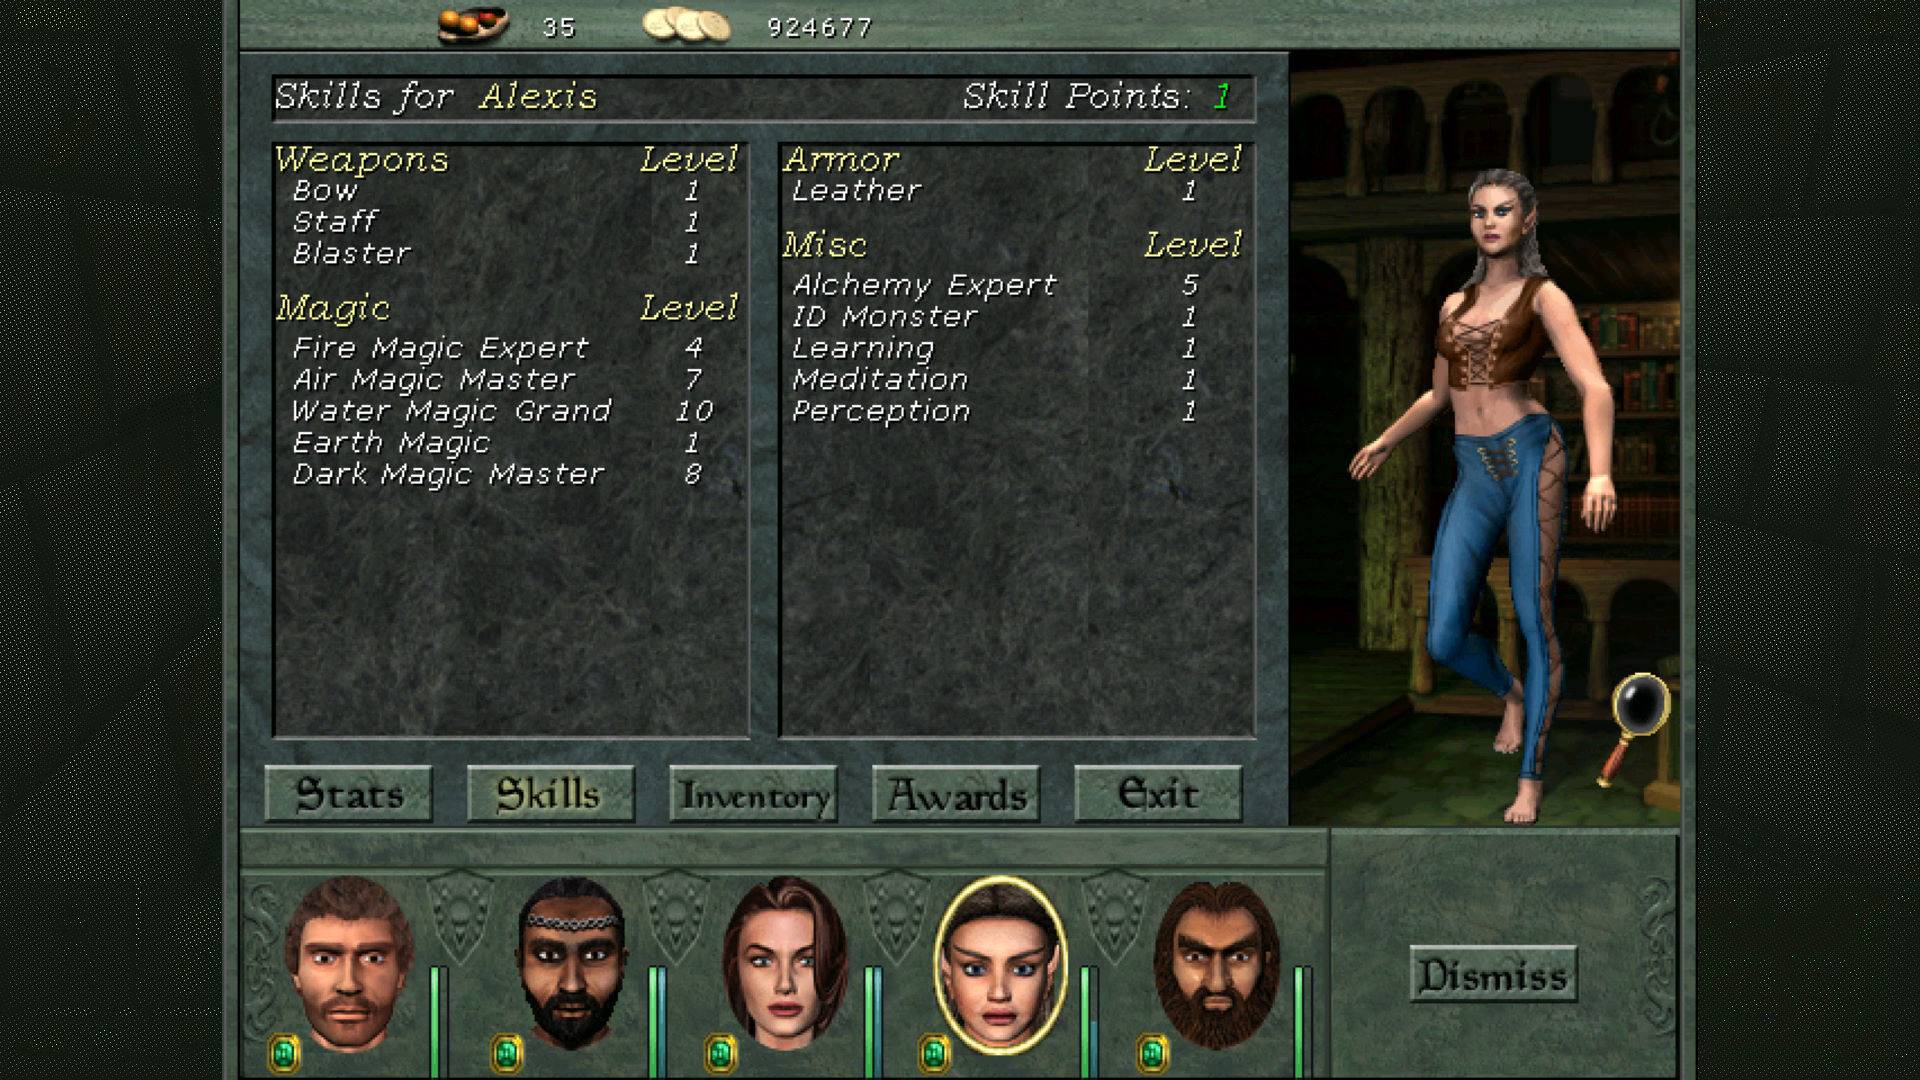 35 924677
Skills for Alexis Skill Points: 1
Weapons Level
Bow 1
Staff 1
Blaster 1
Magic Level
Fire Magic Expert 4
Air Magic Master 7
Water Magic Grand 10
Earth Magic 1
Dark Magic Master 8
Armor Level
Leather 1
Misc Level
Alchemy Expert 5
ID Monster 1
Learning 1
Meditation 1
Perception 1
Stats Skills Inventory Awards Exit
Dismiss